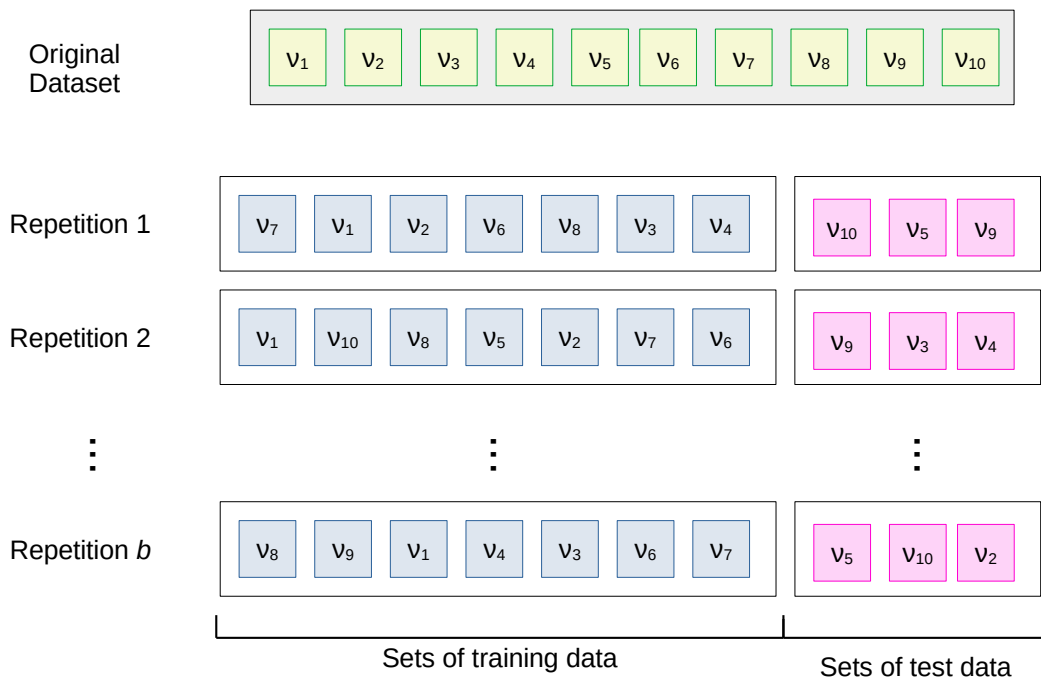 Original
Dataset
ν₁ ν₂ ν₃ ν₄ ν₅ ν₆ ν₇ ν₈ ν₉ ν₁₀
Repetition 1 ν₇ ν₁ ν₂ ν₆ ν₈ ν₃ ν₄ ν₁₀ ν₅ ν₉
Repetition 2 ν₁ ν₁₀ ν₈ ν₅ ν₂ ν₇ ν₆ ν₉ ν₃ ν₄
⋮ ⋮ ⋮
Repetition b ν₈ ν₉ ν₁ ν₄ ν₃ ν₆ ν₇ ν₅ ν₁₀ ν₂
Sets of training data Sets of test data